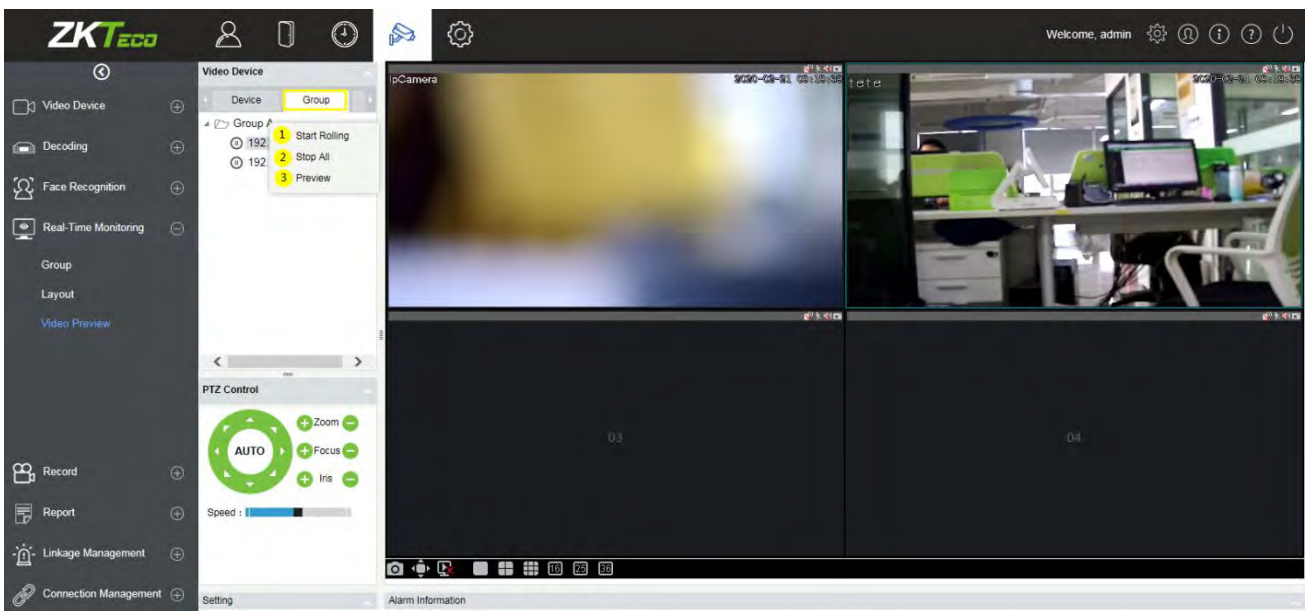 ZKTeco
Welcome, admin
Video Device
Decoding
Face Recognition
Real-Time Monitoring
Group
Layout
Video Preview
Record
Report
Linkage Management
Connection Management
Video Device
Device Group
Group A
192.
192.
1 Start Rolling
2 Stop All
3 Preview
PTZ Control
AUTO
Zoom
Focus
Iris
Speed :
Setting
IpCamera
tete
03
04
16 25 36
Alarm Information